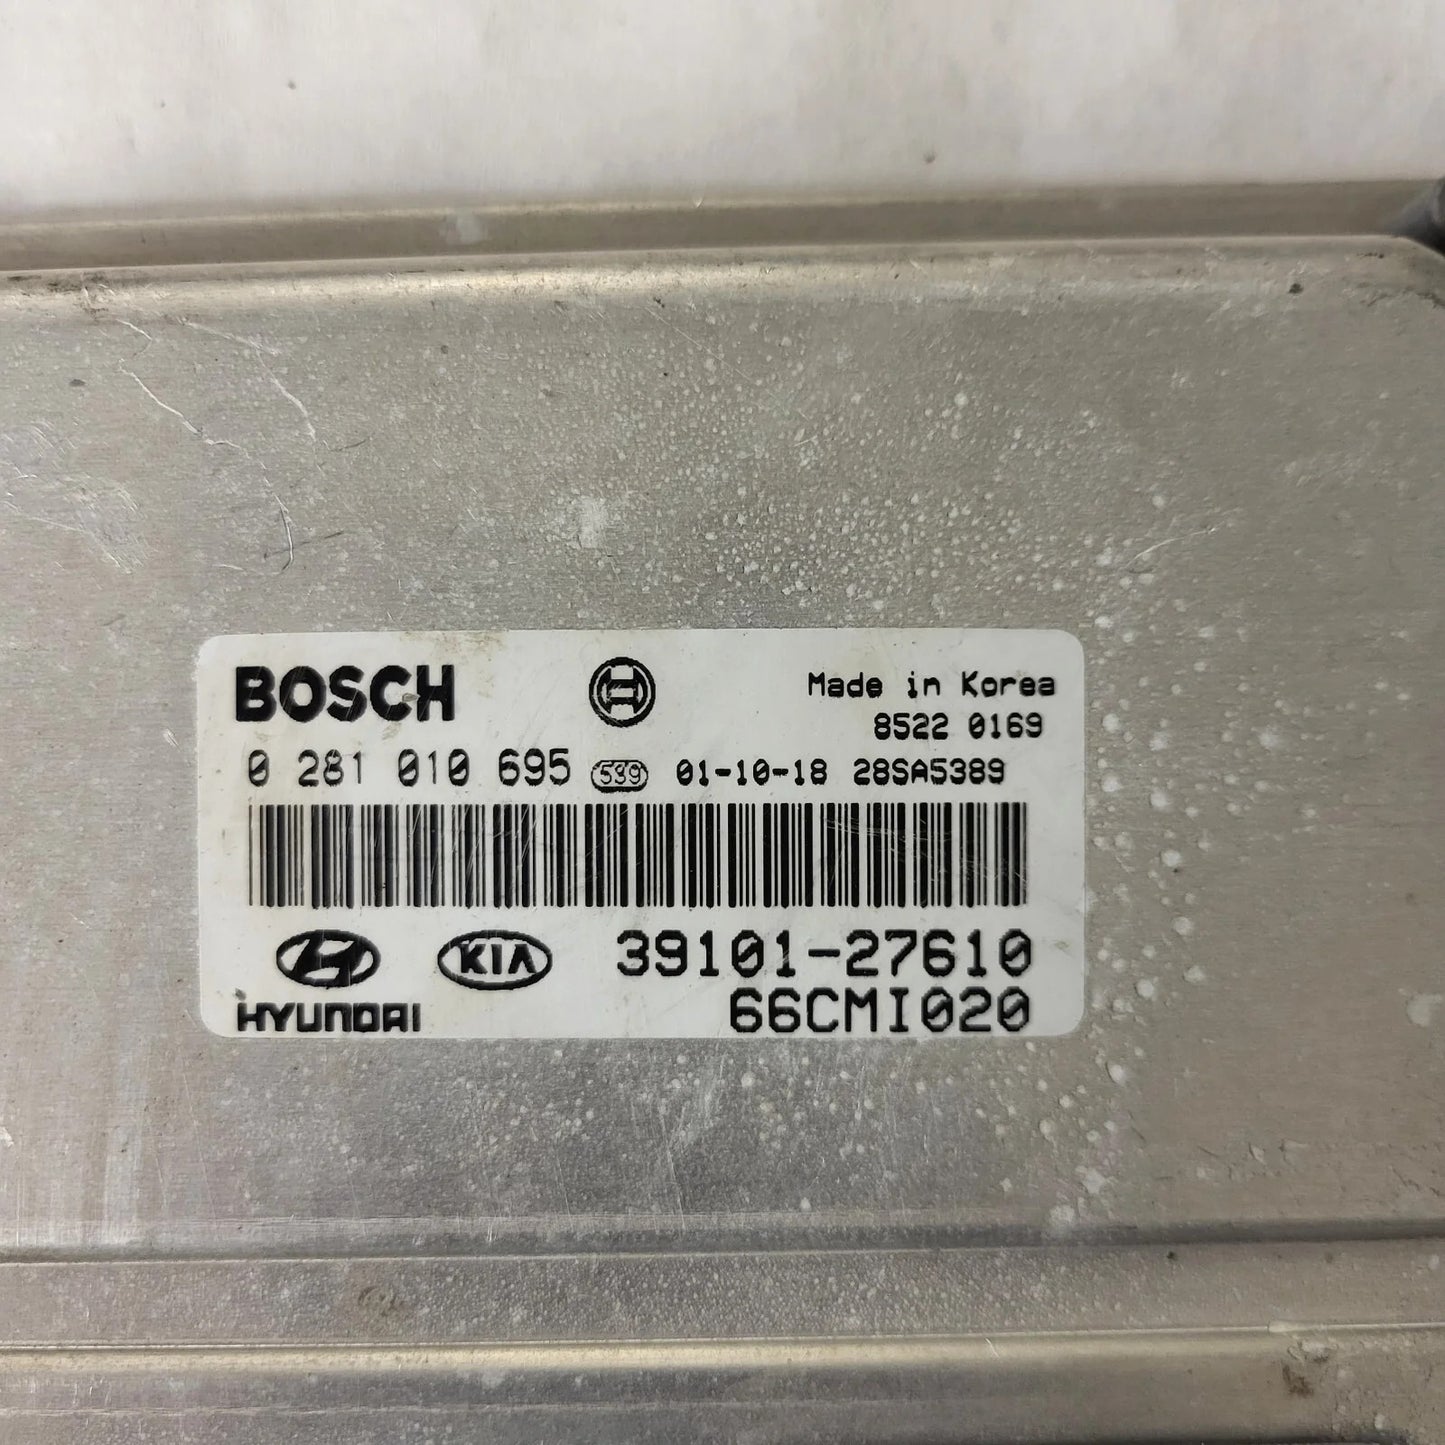 BOSCH
Made in Korea
8522 0169
0 281 010 695 539 01-10-18 28SA5389
KIA 39101-27610
HYUNDAI 66CMI020